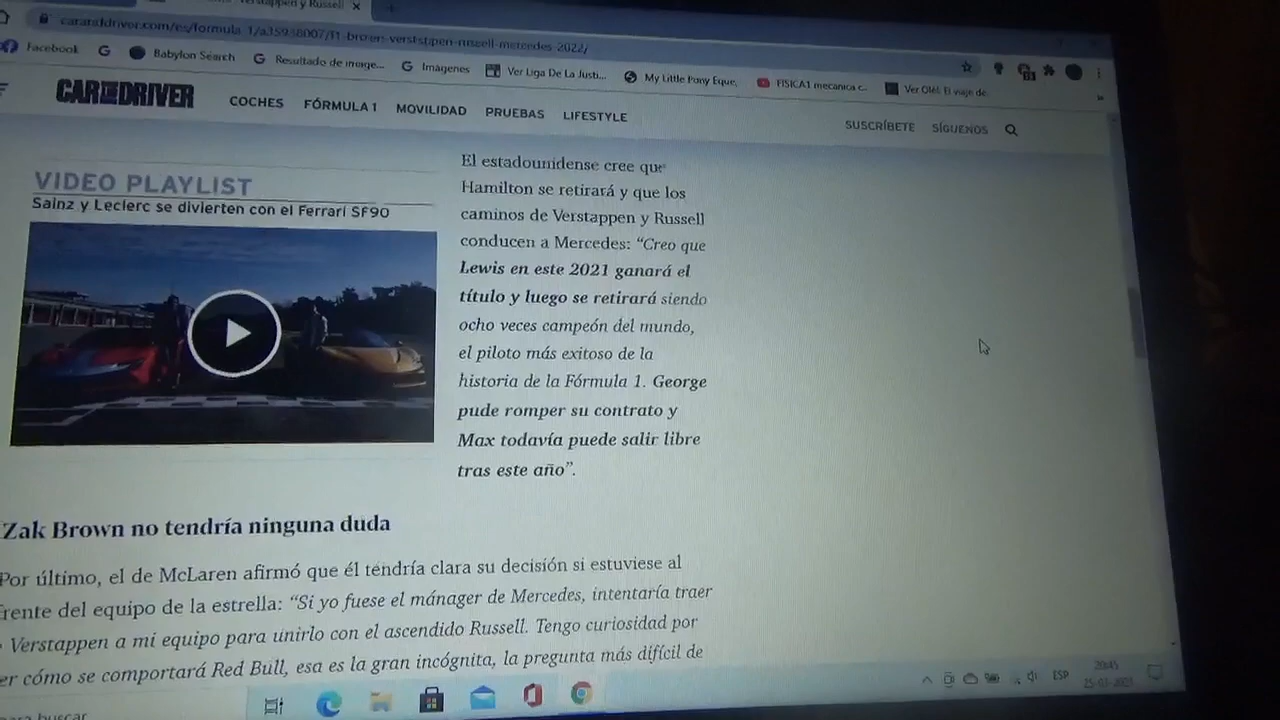 erstappen y Russell
Facebook
Babylon Search
Resultado de image...
Imágenes
Ver Liga De La Justi...
My Little Pony Eque,
FISICA1 mecanica c..
CAR DRIVER
COCHES FÓRMULA 1 MOVILIDAD PRUEBAS LIFESTYLE
SUSCRÍBETE SÍGUENOS
VIDEO PLAYLIST
Sainz y Leclerc se divierten con el Ferrari SF90
El estadounidense cree que
Hamilton se retirará y que los
caminos de Verstappen y Russell
conducen a Mercedes: “Creo que
Lewis en este 2021 ganará el
título y luego se retirará siendo
ocho veces campeón del mundo,
el piloto más exitoso de la
historia de la Fórmula 1. George
pude romper su contrato y
Max todavía puede salir libre
tras este año”.
Zak Brown no tendría ninguna duda
Por último, el de McLaren afirmó que él tendría clara su decisión si estuviese al
frente del equipo de la estrella: “Si yo fuese el mánager de Mercedes, intentaría traer
Verstappen a mi equipo para unirlo con el ascendido Russell. Tengo curiosidad por
er cómo se comportará Red Bull, esa es la gran incógnita, la pregunta más difícil de
para buscar
ESP
20:45